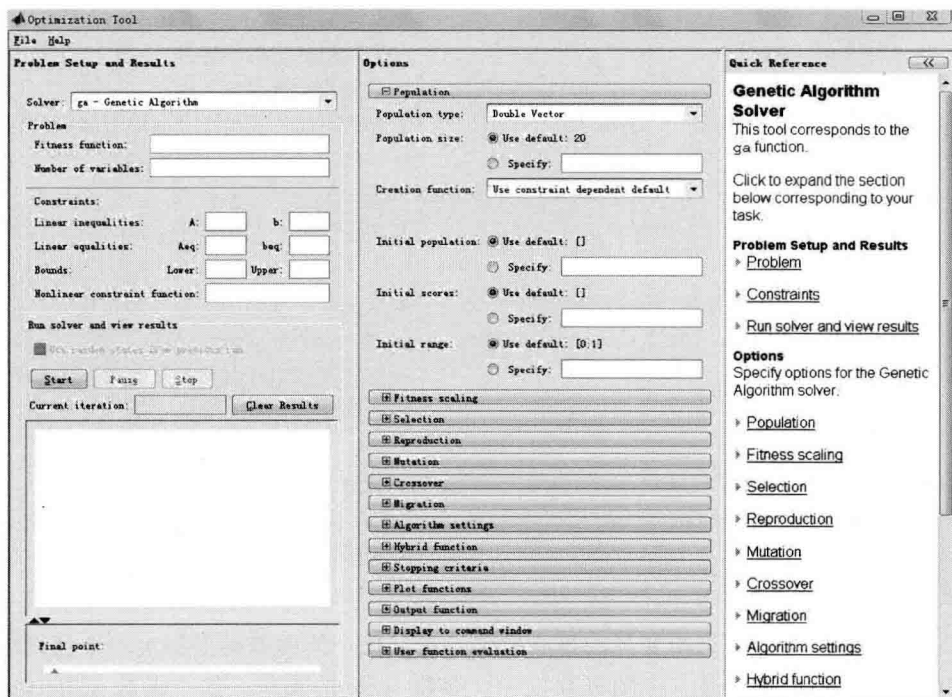 Optimization Tool
File Help
Problem Setup and Results
Solver: ga - Genetic Algorithm
Problem
Fitness function:
Number of variables:
Constraints:
Linear inequalities: A: b:
Linear equalities: Aeq: beq:
Bounds: Lower: Upper:
Nonlinear constraint function:
Run solver and view results
Use random states from previous run
Start Pause Stop
Current iteration: Clear Results
Final point:
Options
Population
Population type: Double Vector
Population size: Use default: 20
Specify:
Creation function: Use constraint dependent default
Initial population: Use default: []
Specify:
Initial scores: Use default: []
Specify:
Initial range: Use default: [0;1]
Specify:
Fitness scaling
Selection
Reproduction
Mutation
Crossover
Migration
Algorithm settings
Hybrid function
Stopping criteria
Plot functions
Output function
Display to command window
User function evaluation
Quick Reference <<
Genetic Algorithm
Solver
This tool corresponds to the
ga function.
Click to expand the section
below corresponding to your
task.
Problem Setup and Results
Problem
Constraints
Run solver and view results
Options
Specify options for the Genetic
Algorithm solver.
Population
Fitness scaling
Selection
Reproduction
Mutation
Crossover
Migration
Algorithm settings
Hybrid function